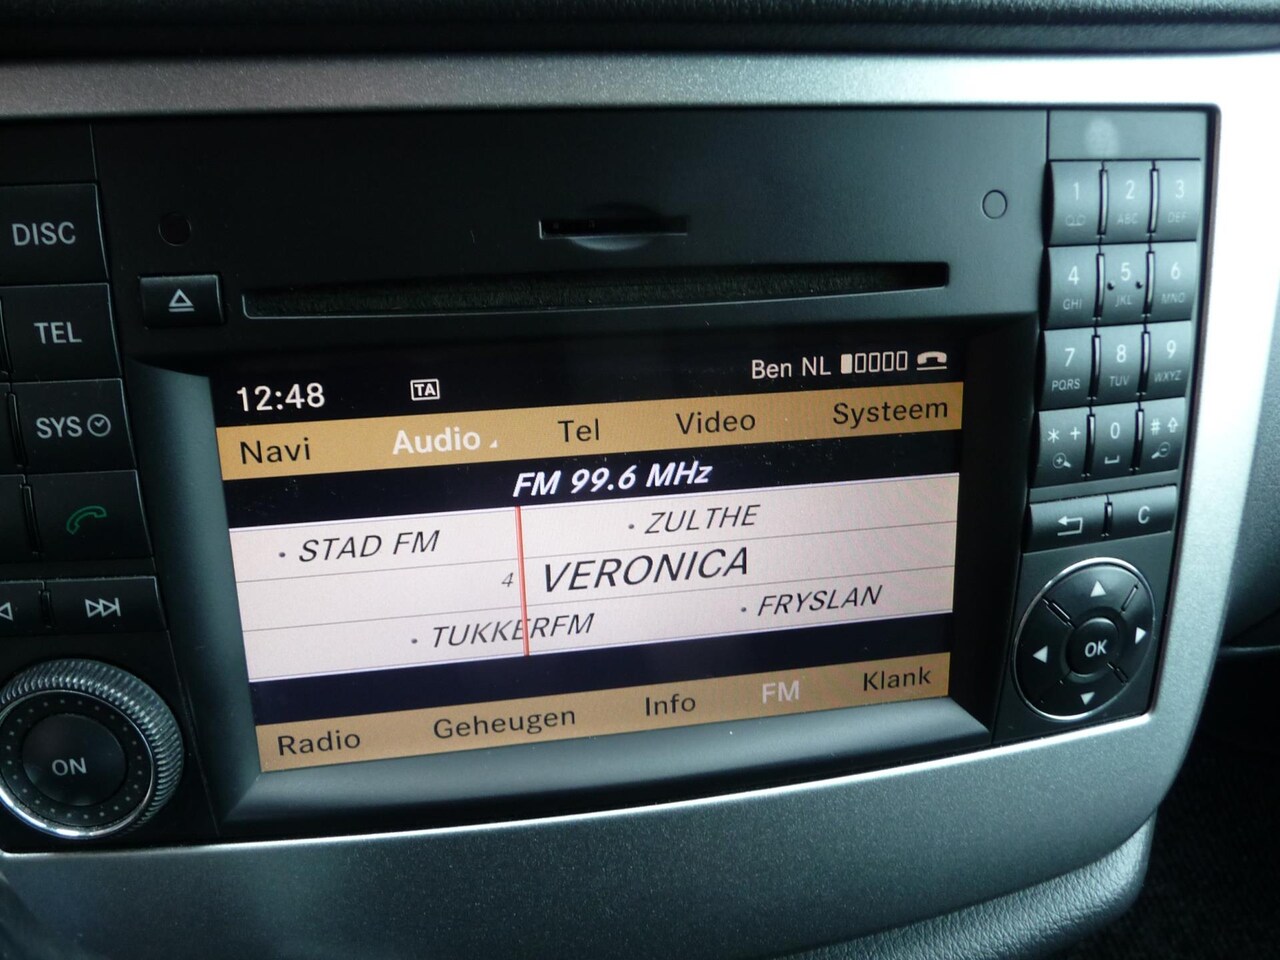 DISC
TEL
SYS
ON
12:48 TA Ben NL
Navi Audio Tel Video Systeem
FM 99.6 MHz
STAD FM ZULTHE
4 VERONICA
TUKKERFM FRYSLAN
Radio Geheugen Info FM Klank
1 2 3
ABC DEF
4 5 6
GHI JKL MNO
7 8 9
PQRS TUV WXYZ
* + 0 #
C
OK